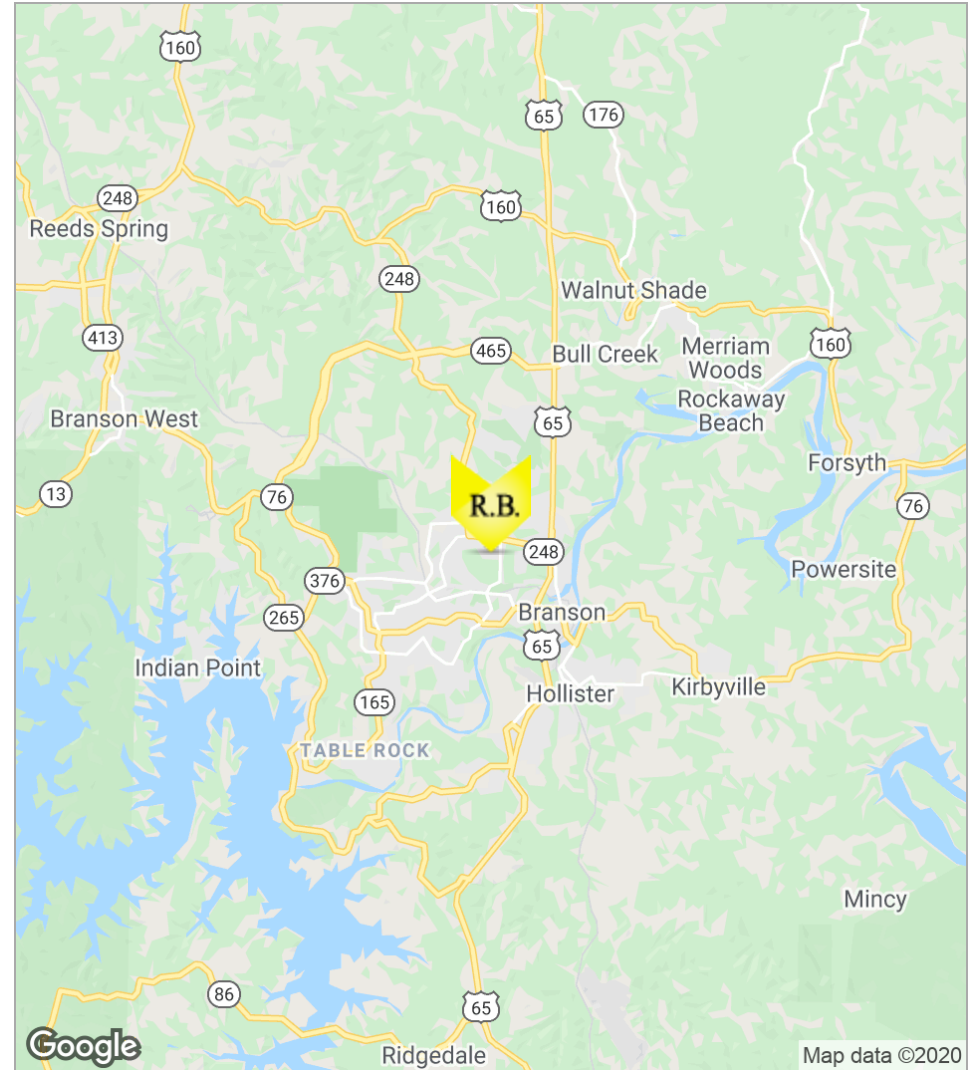 160
65
176
248
160
Reeds Spring
248
Walnut Shade
413
465
Bull Creek
Merriam
Woods
160
Rockaway
Beach
Branson West
65
Forsyth
13
76
R.B.
76
248
Powersite
376
265
Branson
65
Indian Point
Hollister
Kirbyville
165
TABLE ROCK
Mincy
86
65
Google
Ridgedale
Map data ©2020